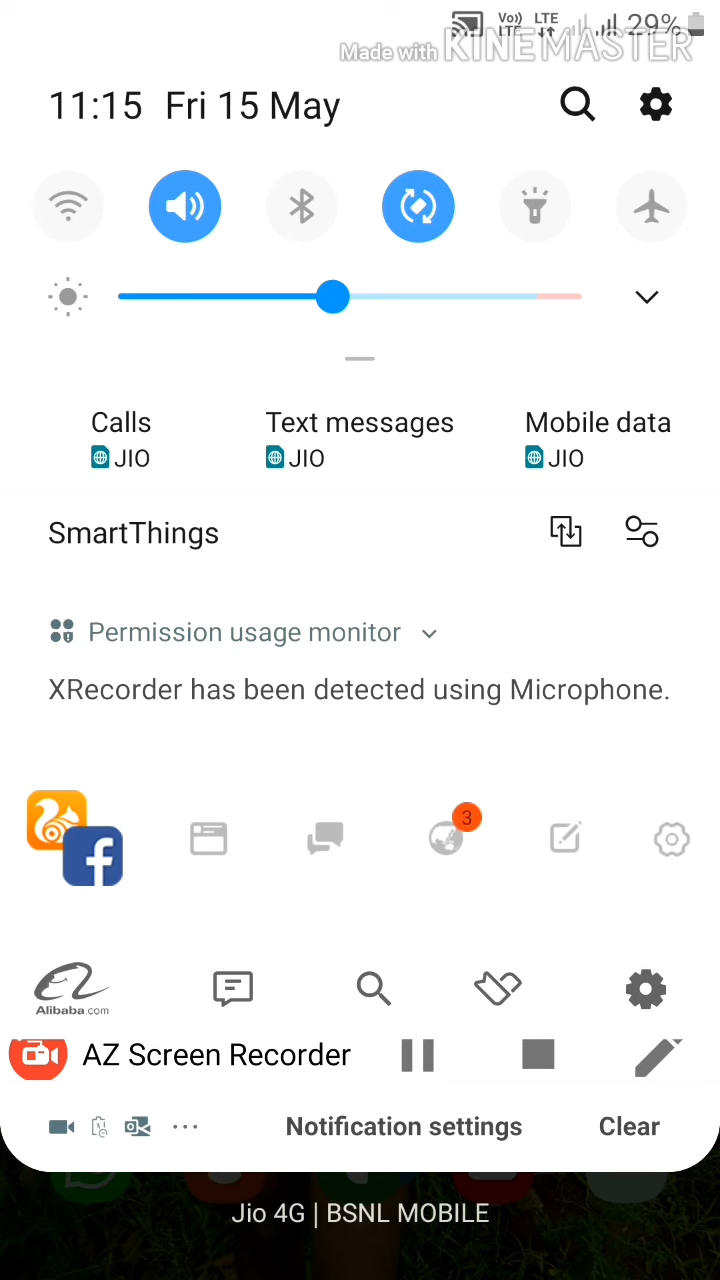 Vo)) LTE 29%
LTE
Made with KINEMASTER
11:15 Fri 15 May
Calls Text messages Mobile data
JIO JIO JIO
SmartThings
Permission usage monitor
XRecorder has been detected using Microphone.
3
Alibaba.com
AZ Screen Recorder
Notification settings Clear
Jio 4G | BSNL MOBILE